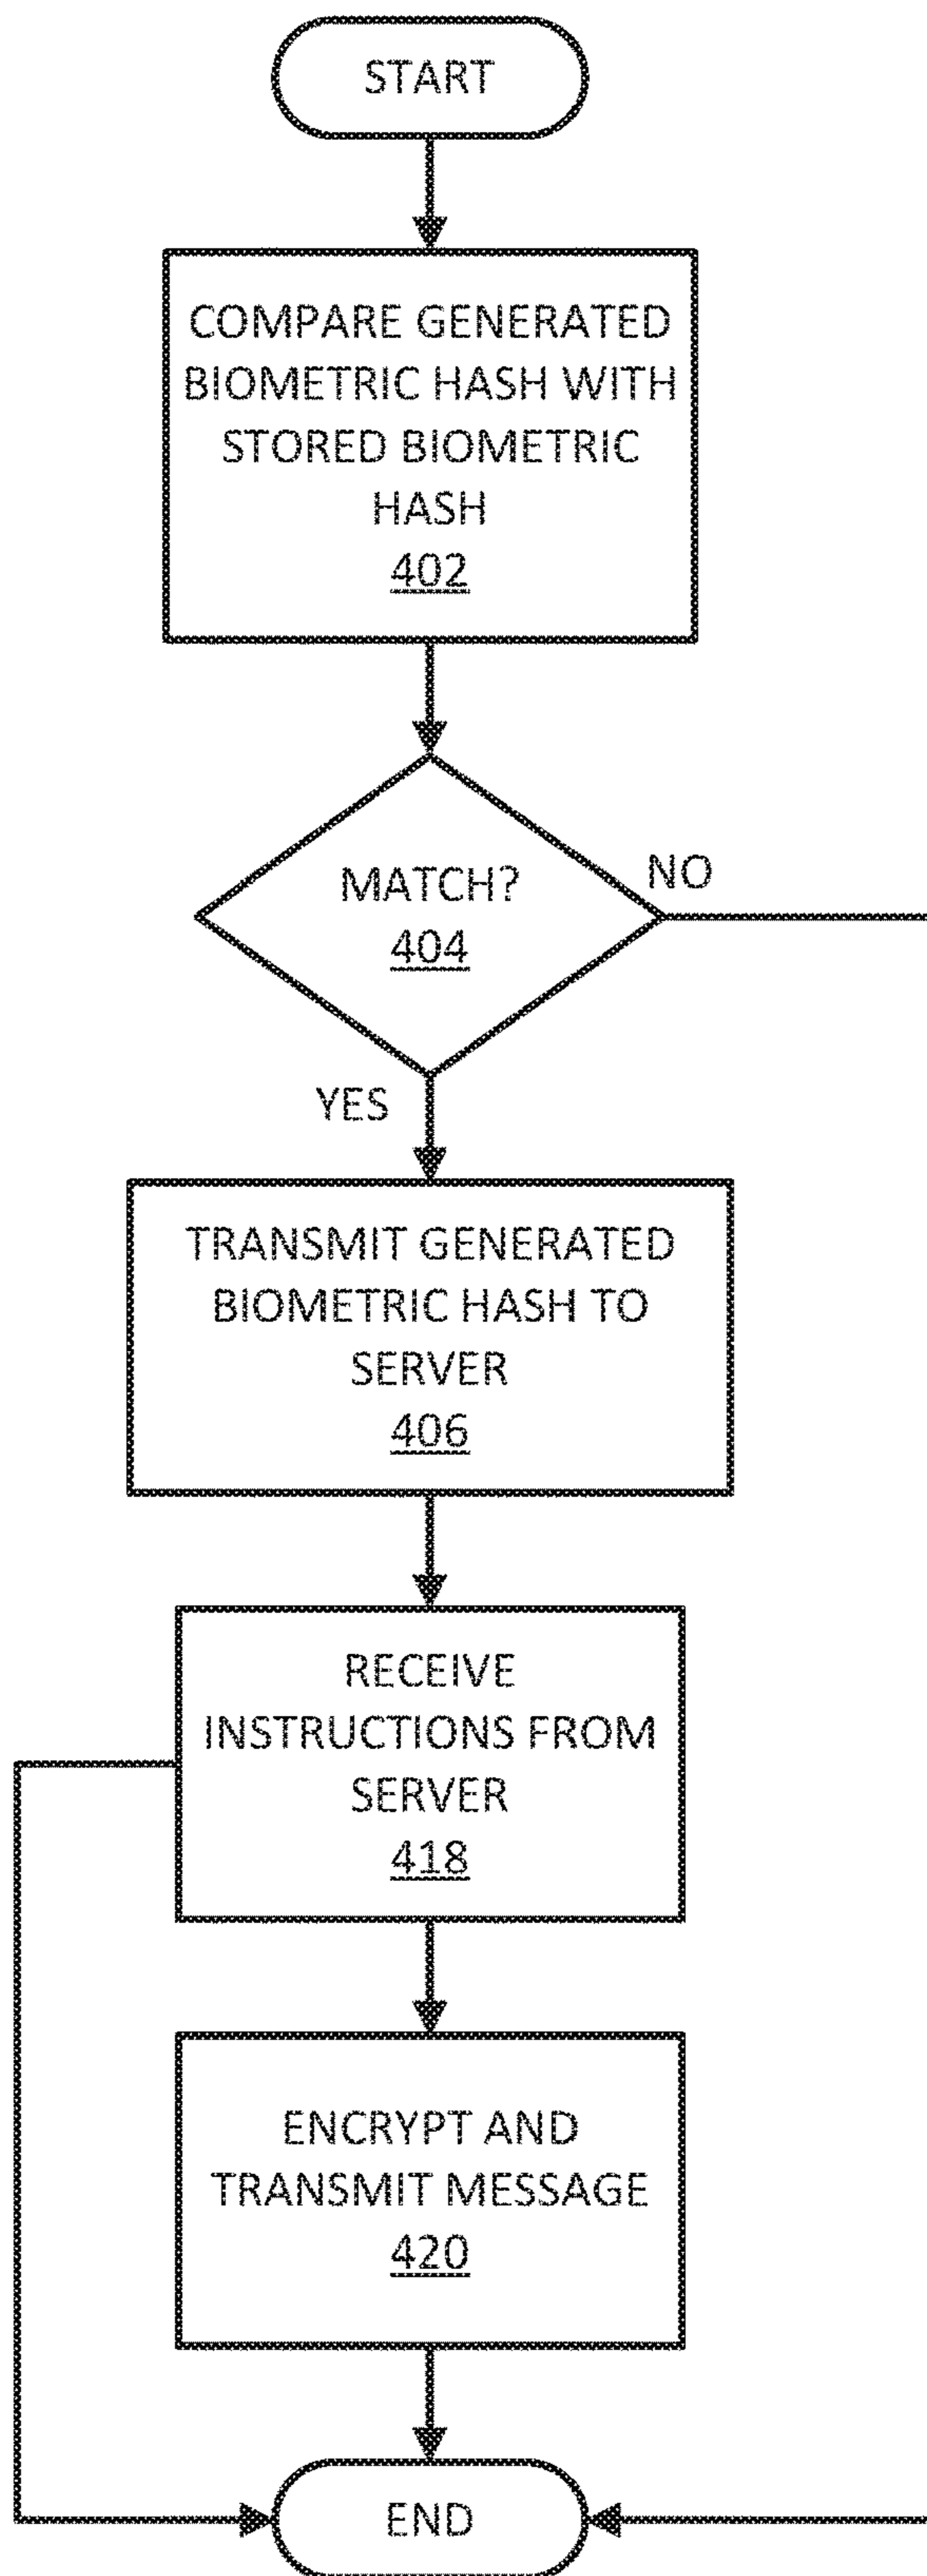 START
COMPARE GENERATED
BIOMETRIC HASH WITH
STORED BIOMETRIC
HASH
402
MATCH?
404
NO
YES
TRANSMIT GENERATED
BIOMETRIC HASH TO
SERVER
406
RECEIVE
INSTRUCTIONS FROM
SERVER
418
ENCRYPT AND
TRANSMIT MESSAGE
420
END